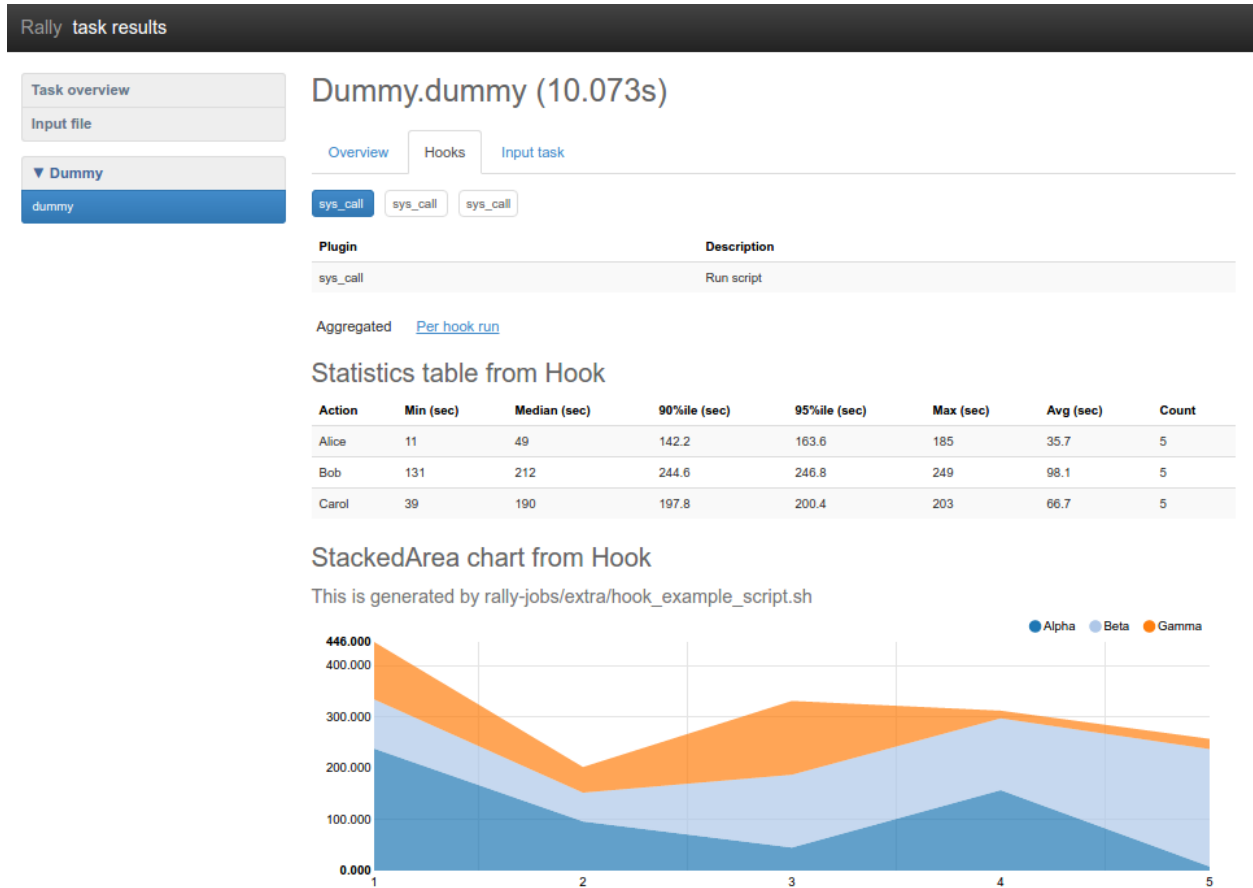 Rally task results
Task overview
Input file
▼ Dummy
dummy
Dummy.dummy (10.073s)
Overview Hooks Input task
sys_call sys_call sys_call
Plugin Description
sys_call Run script
Aggregated Per hook run
Statistics table from Hook
Action Min (sec) Median (sec) 90%ile (sec) 95%ile (sec) Max (sec) Avg (sec) Count
Alice 11 49 142.2 163.6 185 35.7 5
Bob 131 212 244.6 246.8 249 98.1 5
Carol 39 190 197.8 200.4 203 66.7 5
StackedArea chart from Hook
This is generated by rally-jobs/extra/hook_example_script.sh
Alpha Beta Gamma
446.000
400.000
300.000
200.000
100.000
0.000
1 2 3 4 5